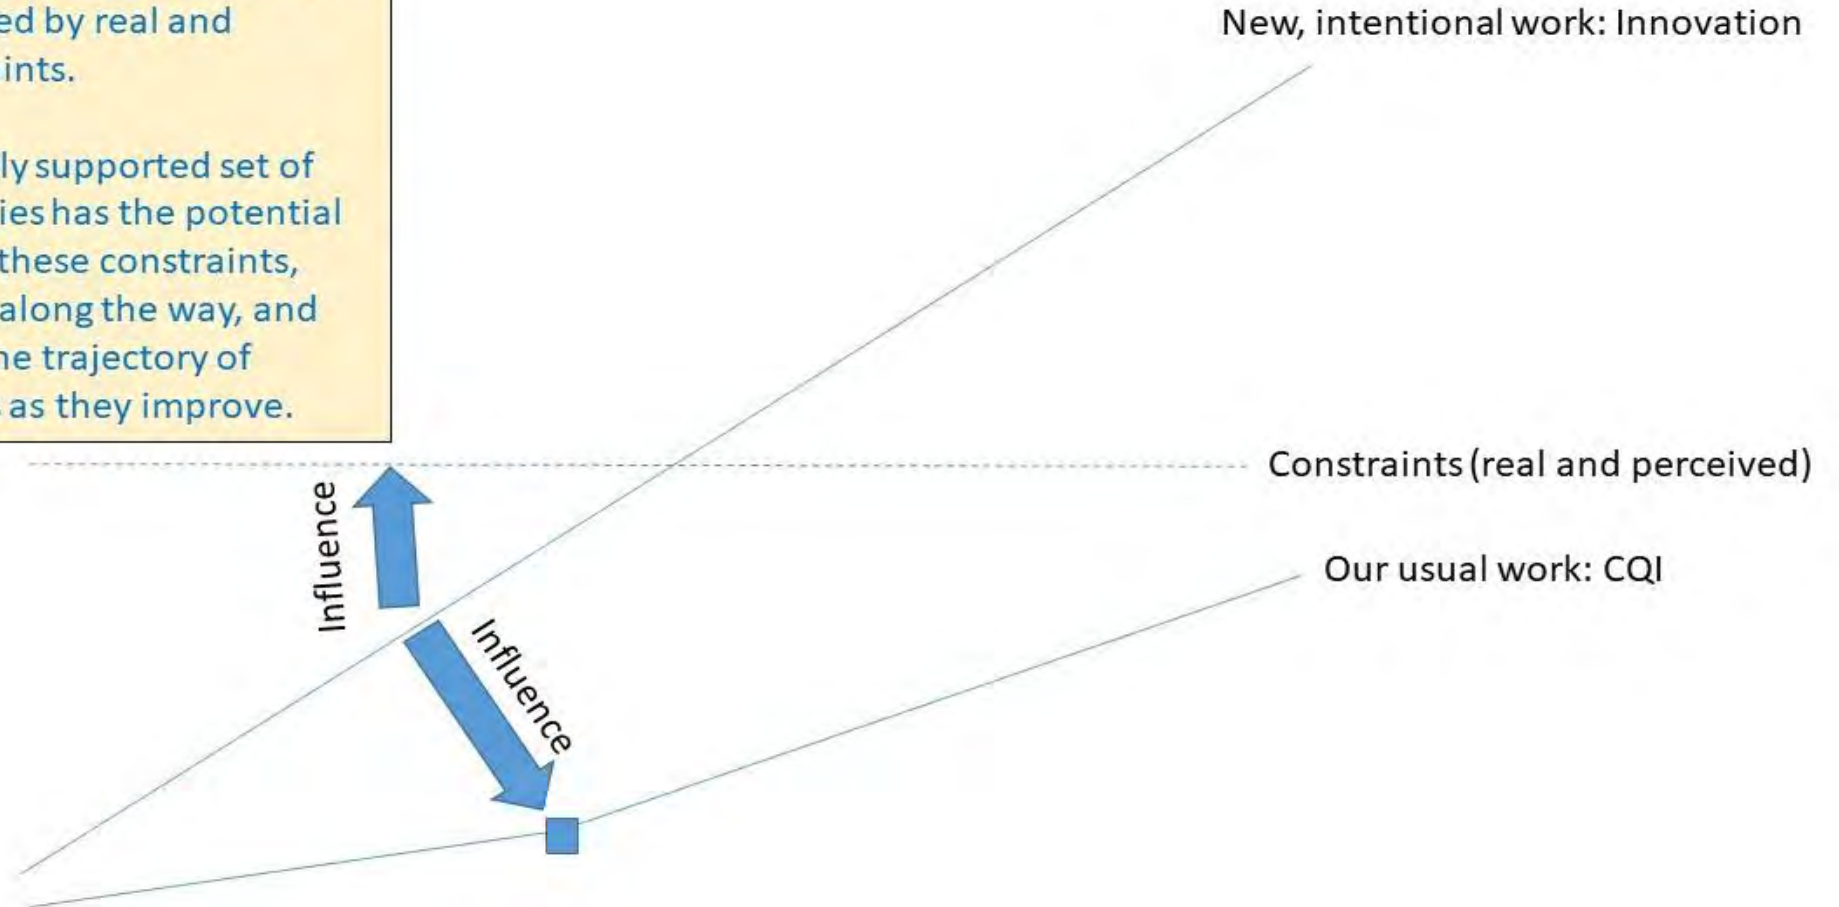 ed by real and
ints.
ly supported set of
ies has the potential
these constraints,
along the way, and
ne trajectory of
s as they improve.
New, intentional work: Innovation
Constraints (real and perceived)
Influence
Our usual work: CQI
Influence